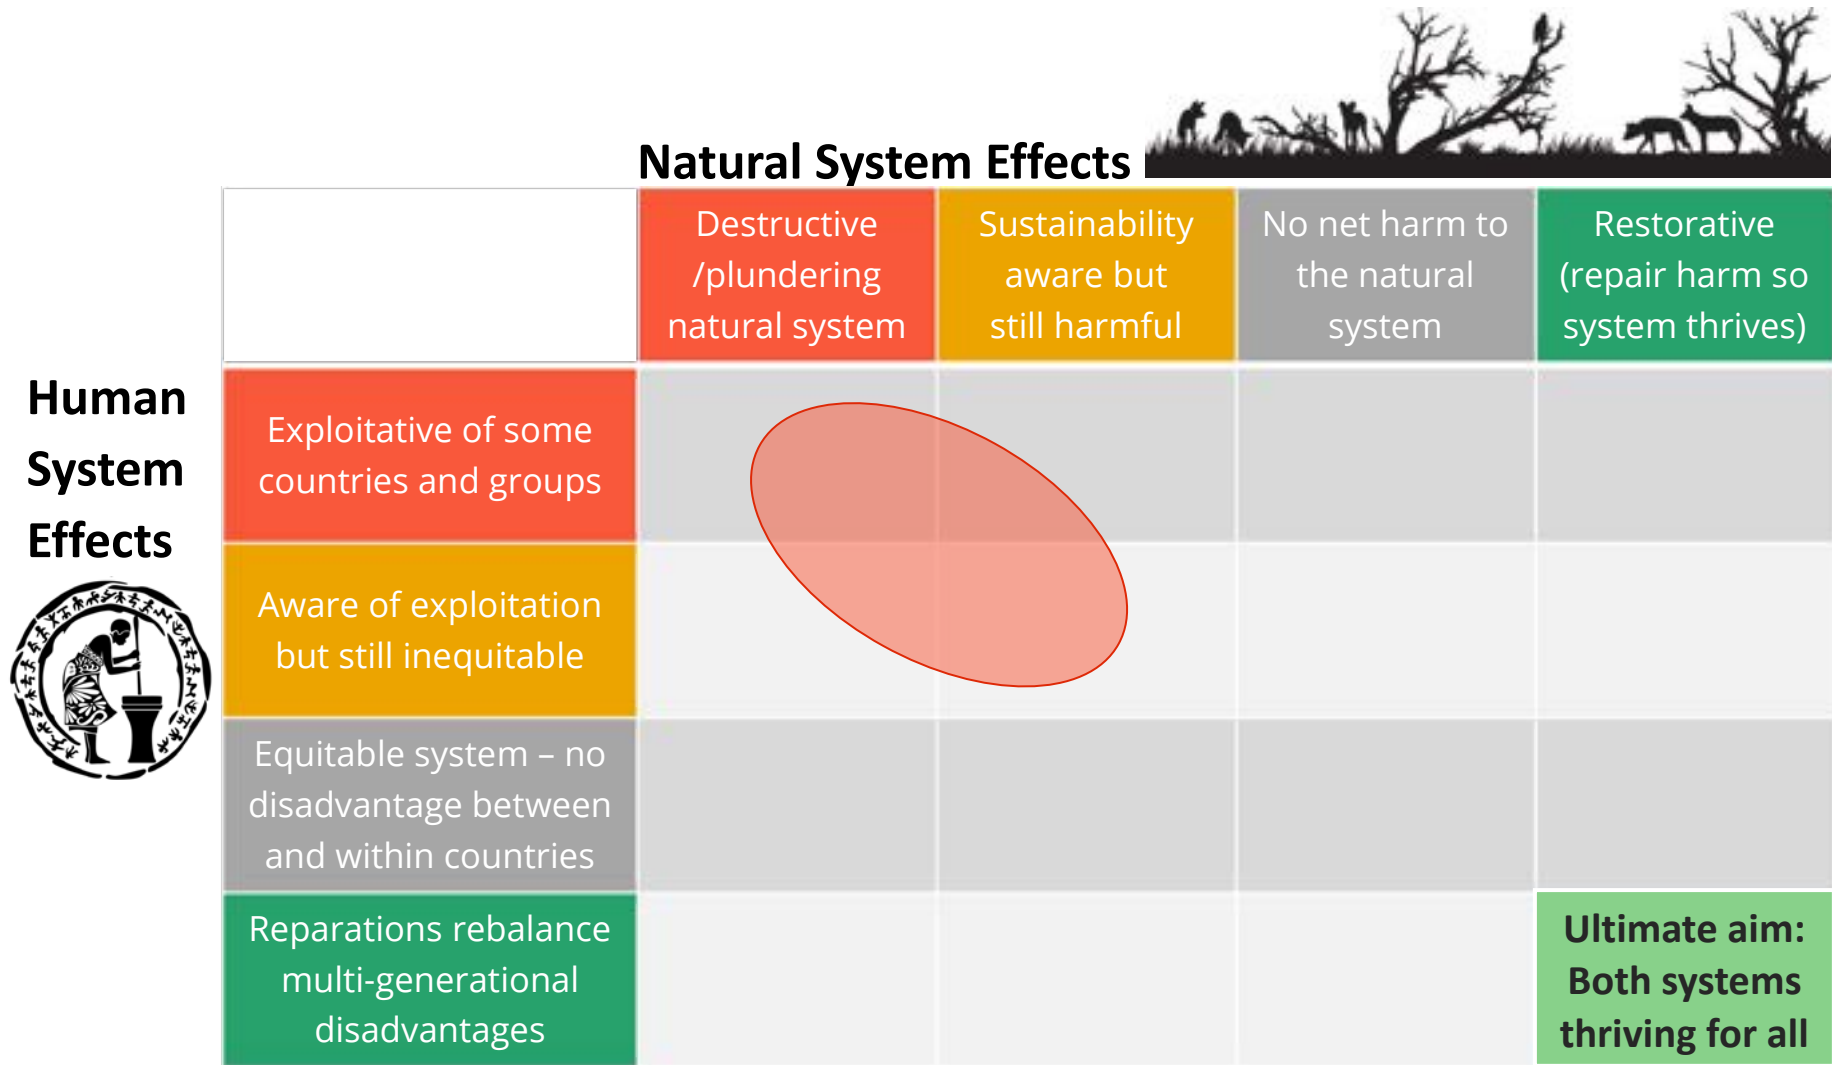 Natural System Effects
Destructive
/plundering
natural system
Sustainability
aware but
still harmful
No net harm to
the natural
system
Restorative
(repair harm so
system thrives)
Human
System
Effects
Exploitative of some
countries and groups
Aware of exploitation
but still inequitable
Equitable system – no
disadvantage between
and within countries
Reparations rebalance
multi-generational
disadvantages
Ultimate aim:
Both systems
thriving for all